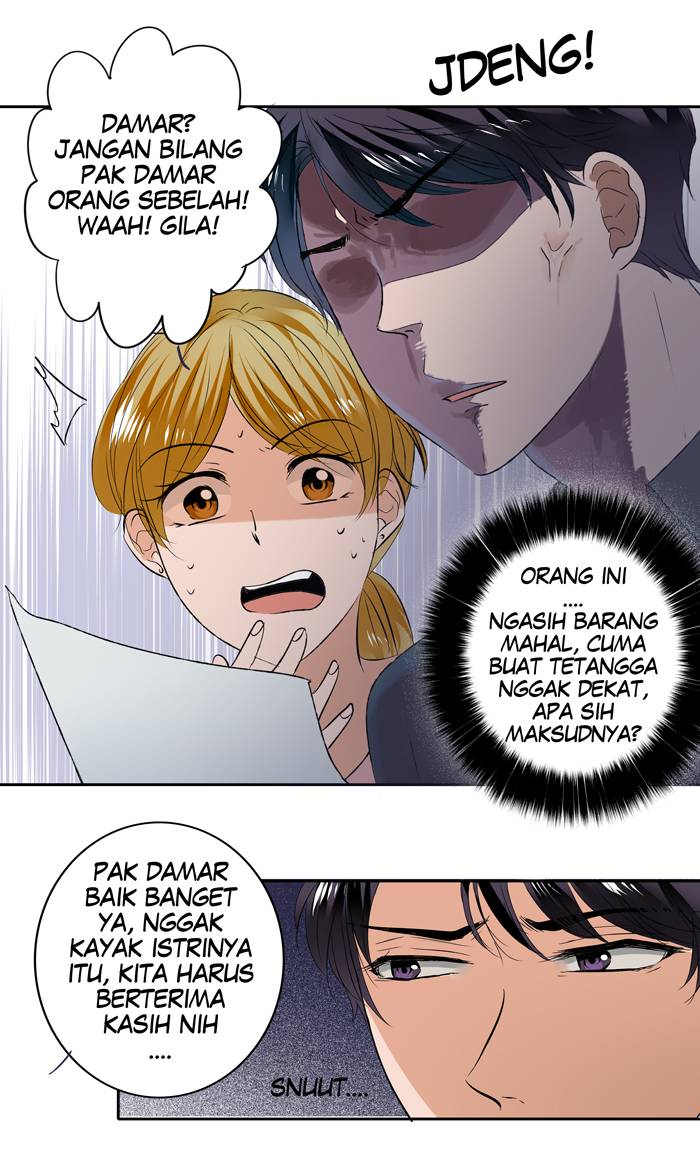 JDENG!
DAMAR?
JANGAN BILANG
PAK DAMAR
ORANG SEBELAH!
WAAH! GILA!
ORANG INI
....
NGASIH BARANG
MAHAL, CUMA
BUAT TETANGGA
NGGAK DEKAT,
APA SIH
MAKSUDNYA?
PAK DAMAR
BAIK BANGET
YA, NGGAK
KAYAK ISTRINYA
ITU, KITA HARUS
BERTERIMA
KASIH NIH
....
SNUUT....